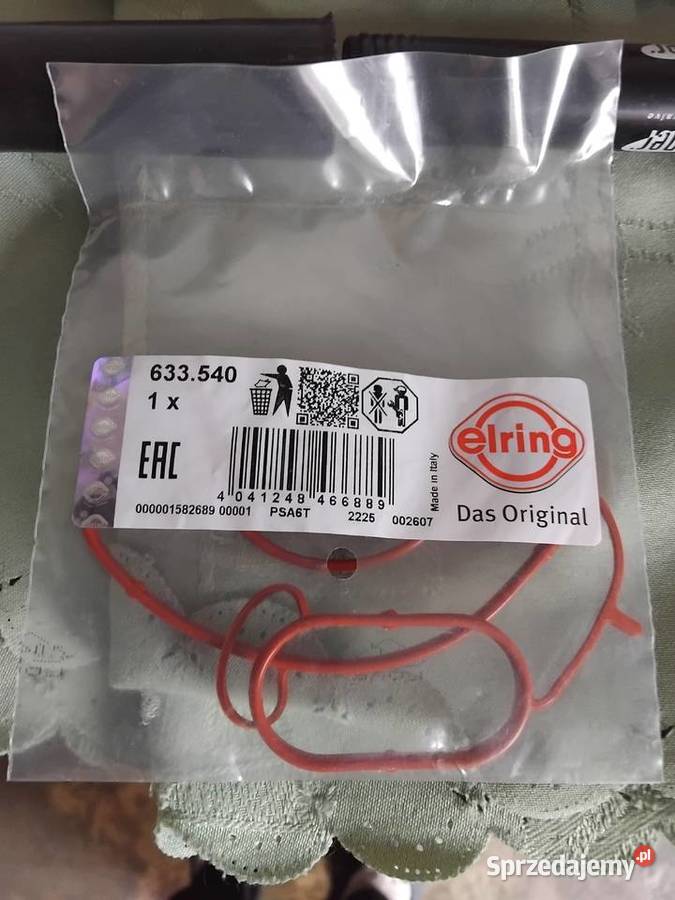 633.540
1 x
EAC
4 041248 466889
000001582689 00001 PSA6T 2225 002607
Made in Italy
elring
Das Original
Sprzedajemy.pl